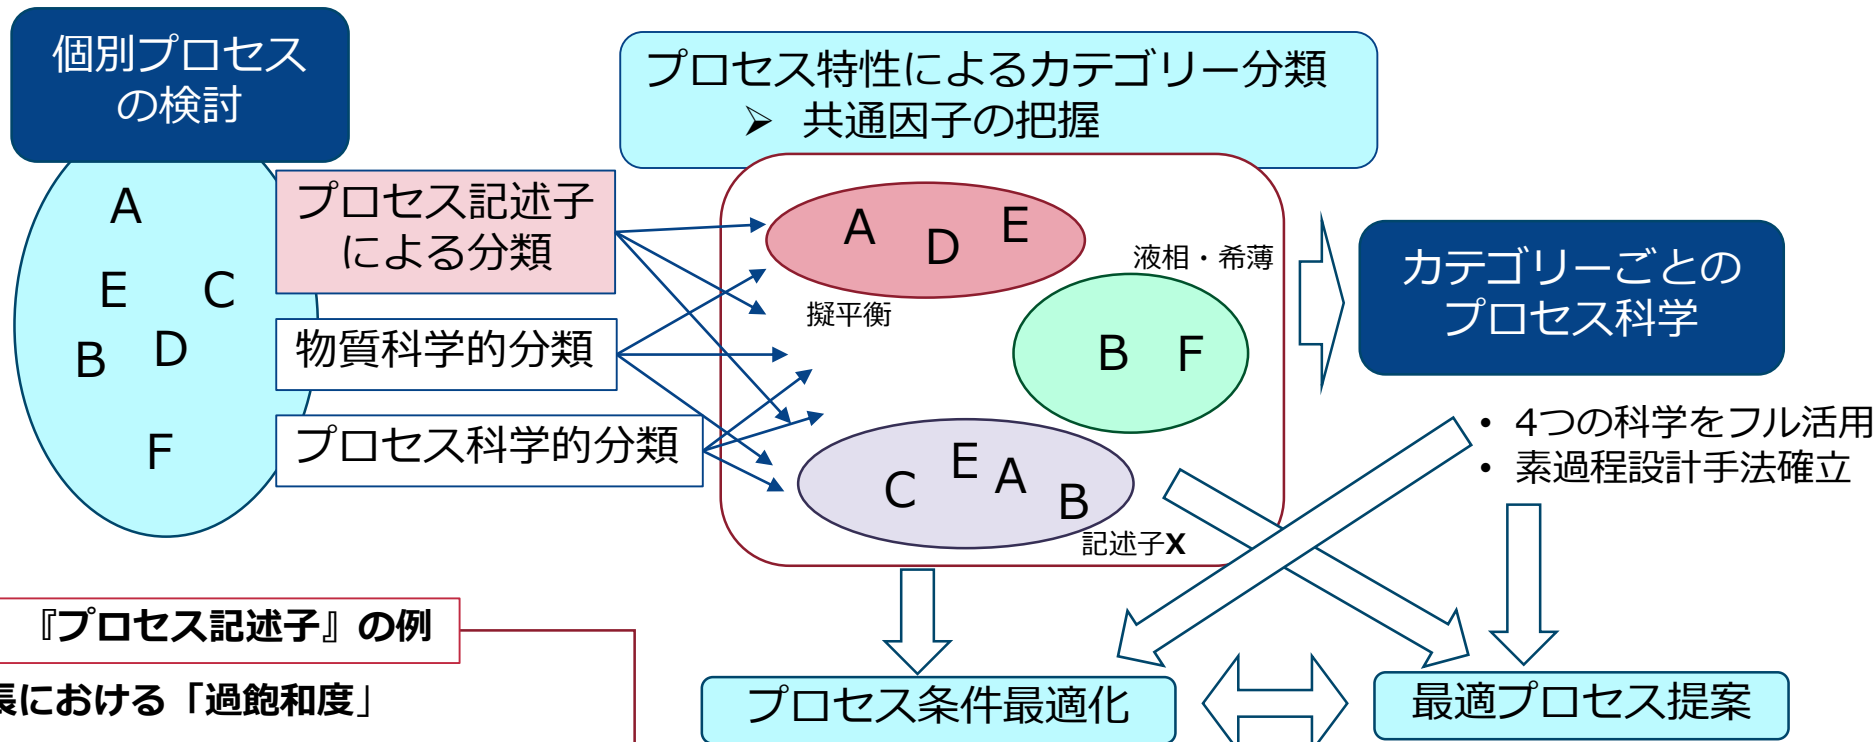 個別プロセス
の検討
A
E C
B D
F
プロセス記述子
による分類
物質科学的分類
プロセス科学的分類
プロセス特性によるカテゴリー分類
➢ 共通因子の把握
A D E
擬平衡
液相・希薄
B F
C E A B
記述子X
カテゴリーごとの
プロセス科学
• 4つの科学をフル活用
• 素過程設計手法確立
『プロセス記述子』の例
長における「過飽和度」
プロセス条件最適化
最適プロセス提案